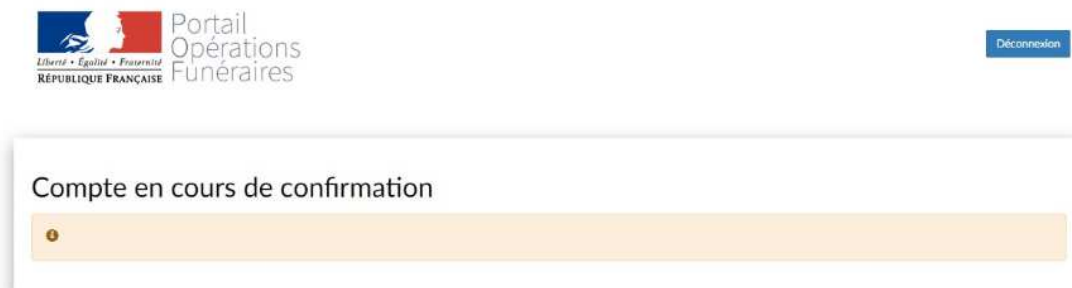 Portail
Opérations
Funéraires
Liberté • Égalité • Fraternité
RÉPUBLIQUE FRANÇAISE
Déconnexion
Compte en cours de confirmation